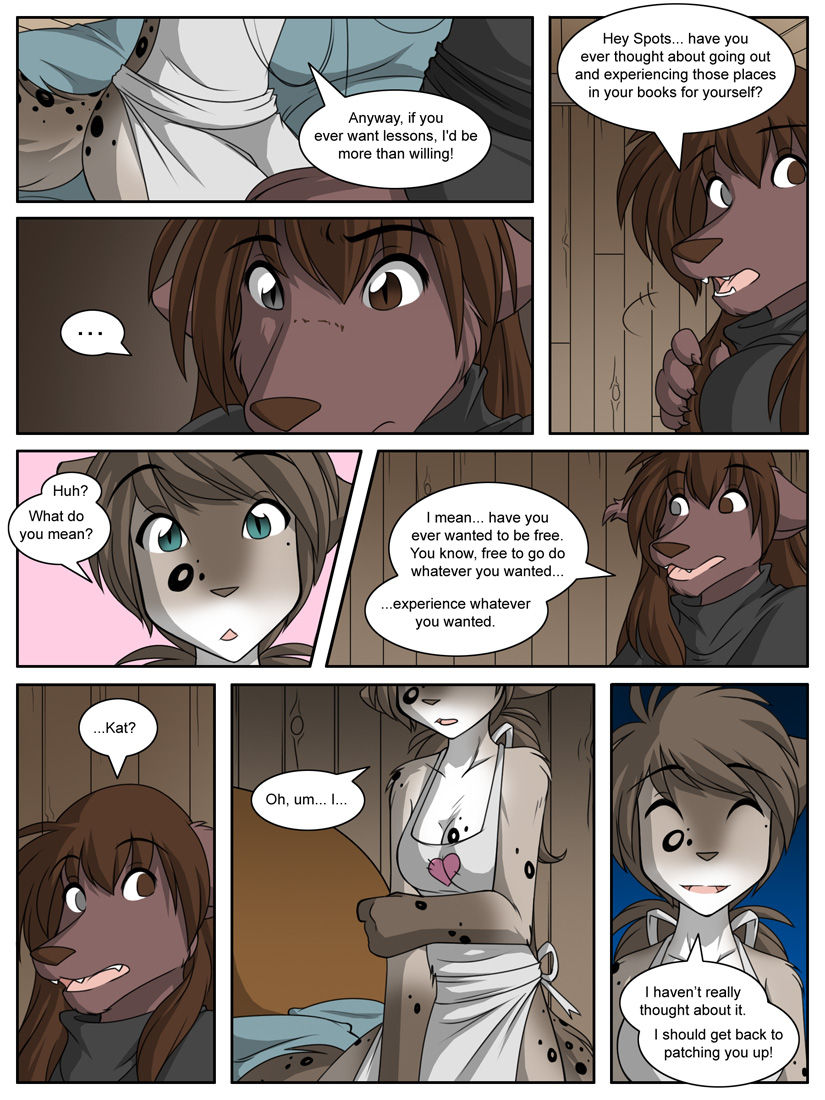 Anyway, if you
ever want lessons, I'd be
more than willing!
Hey Spots... have you
ever thought about going out
and experiencing those places
in your books for yourself?
...
Huh?
What do
you mean?
I mean... have you
ever wanted to be free.
You know, free to go do
whatever you wanted...
...experience whatever
you wanted.
...Kat?
Oh, um... I...
I haven't really
thought about it.
I should get back to
patching you up!